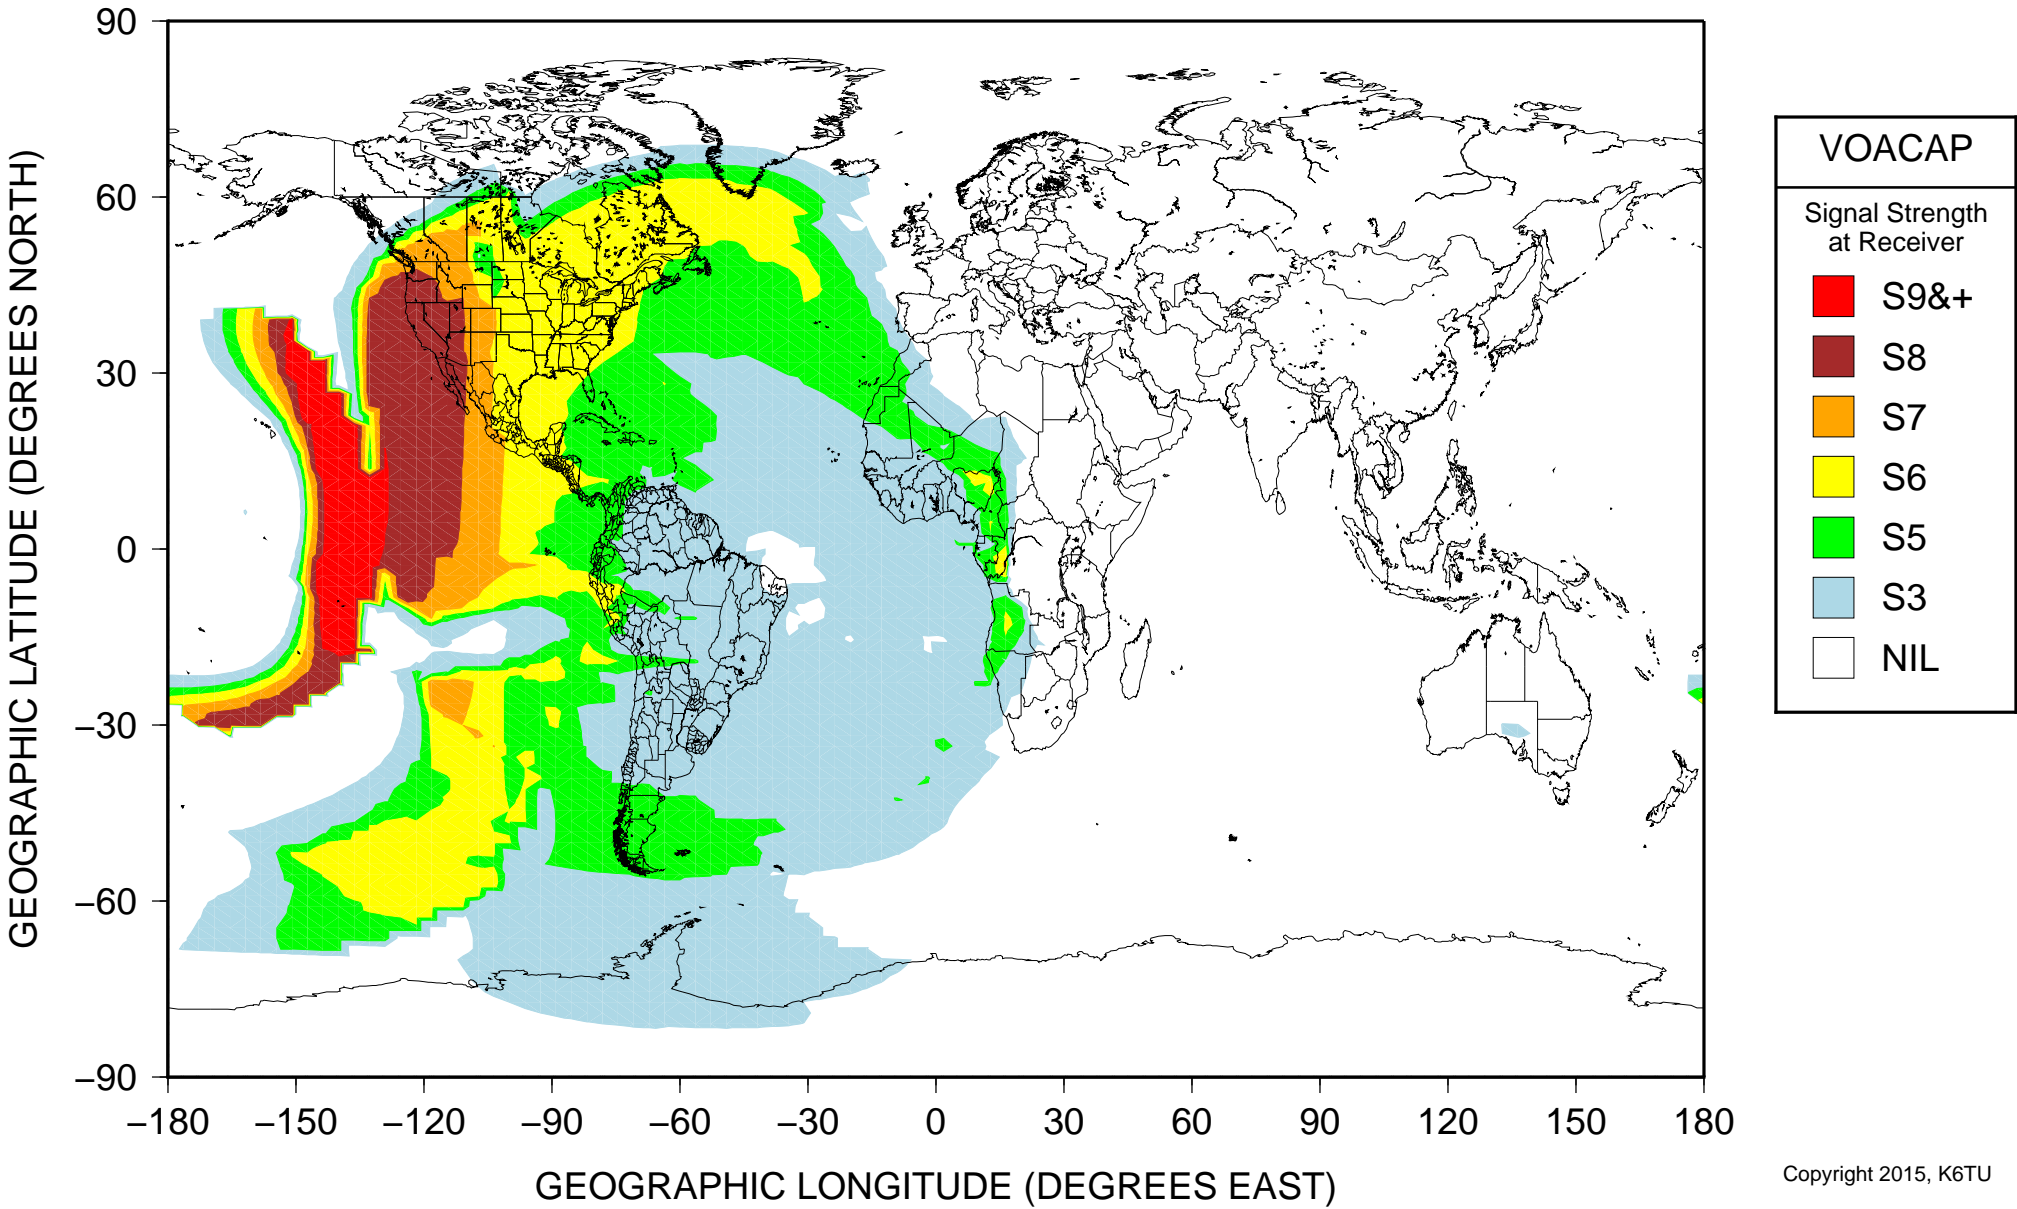 90
60
30
0
−30
−60
−90
GEOGRAPHIC LATITUDE (DEGREES NORTH)
−180 −150 −120 −90 −60 −30 0 30 60 90 120 150 180
GEOGRAPHIC LONGITUDE (DEGREES EAST)
VOACAP
Signal Strength
at Receiver
S9&+
S8
S7
S6
S5
S3
NIL
Copyright 2015, K6TU